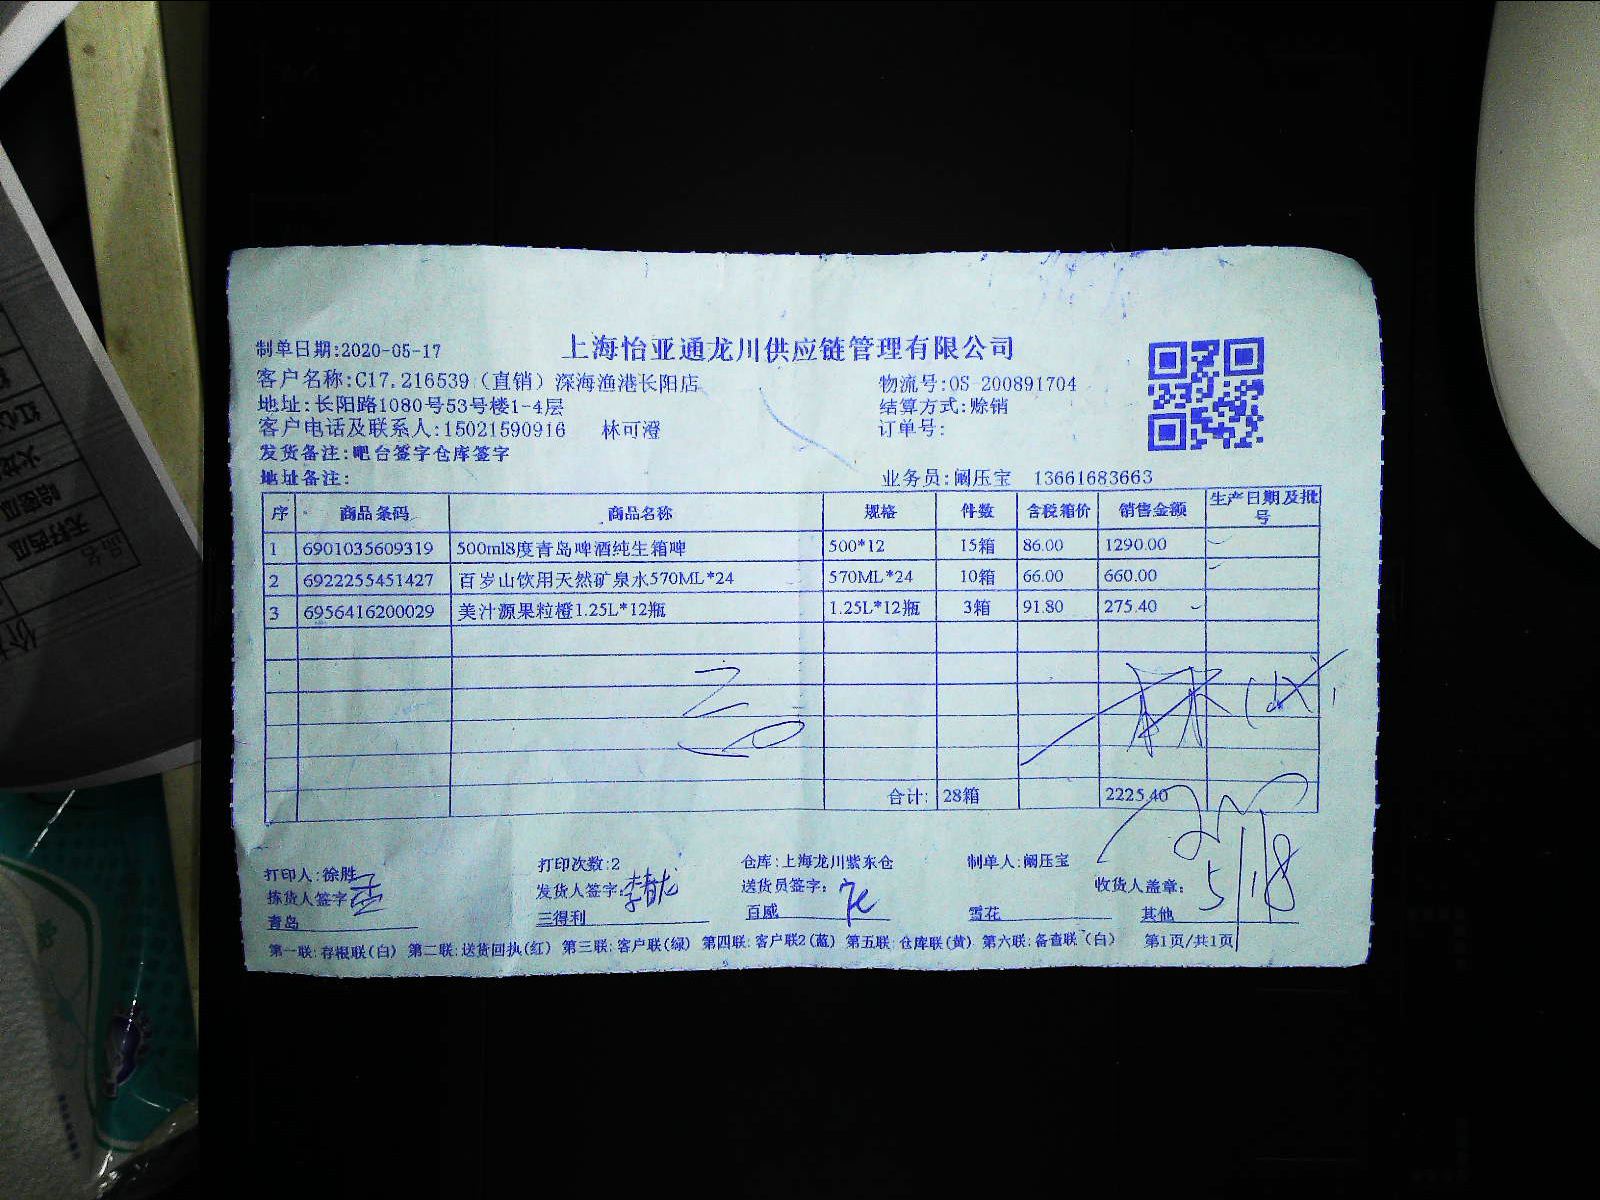 上海怡亚通龙川供应链管理有限公司
制单日期:2020-05-17
客户名称:C17.216539（直销）深海渔港长阳店 物流号:OS-200891704
地址:长阳路1080号53号楼1-4层 结算方式:赊销
客户电话及联系人:15021590916 林可澄 订单号:
发货备注:吧台签字仓库签字
地址备注: 业务员:阚压宝 13661683663
序 商品条码 商品名称 规格 件数 含税箱价 销售金额 生产日期及批号
1 6901035609319 500ml8度青岛啤酒纯生箱啤 500*12 15箱 86.00 1290.00
2 6922255451427 百岁山饮用天然矿泉水570ML*24 570ML*24 10箱 66.00 660.00
3 6956416200029 美汁源果粒橙1.25L*12瓶 1.25L*12瓶 3箱 91.80 275.40
合计: 28箱 2225.40
打印人:徐胜 打印次数:2 仓库:上海龙川紫东仓 制单人:阚压宝
拣货人签字: 发货人签字: 送货员签字: 收货人盖章: 5/18
青岛 三得利 百威 雪花 其他
第一联:存根联(白) 第二联:送货回执(红) 第三联:客户联(绿) 第四联:客户联2(蓝) 第五联:仓库联(黄) 第六联:备查联(白) 第1页/共1页